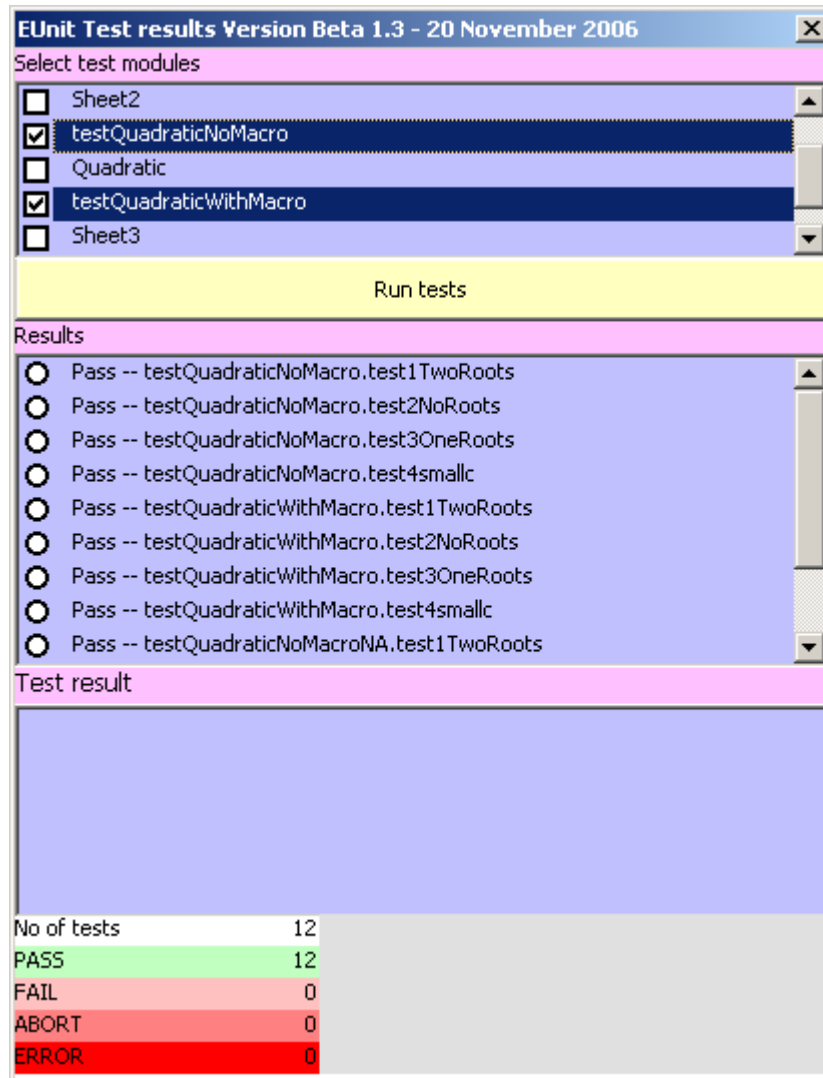 EUnit Test results Version Beta 1.3 - 20 November 2006
Select test modules
Sheet2
testQuadraticNoMacro
Quadratic
testQuadraticWithMacro
Sheet3
Run tests
Results
Pass -- testQuadraticNoMacro.test1TwoRoots
Pass -- testQuadraticNoMacro.test2NoRoots
Pass -- testQuadraticNoMacro.test3OneRoots
Pass -- testQuadraticNoMacro.test4smallc
Pass -- testQuadraticWithMacro.test1TwoRoots
Pass -- testQuadraticWithMacro.test2NoRoots
Pass -- testQuadraticWithMacro.test3OneRoots
Pass -- testQuadraticWithMacro.test4smallc
Pass -- testQuadraticNoMacroNA.test1TwoRoots
Test result
No of tests 12
PASS 12
FAIL 0
ABORT 0
ERROR 0